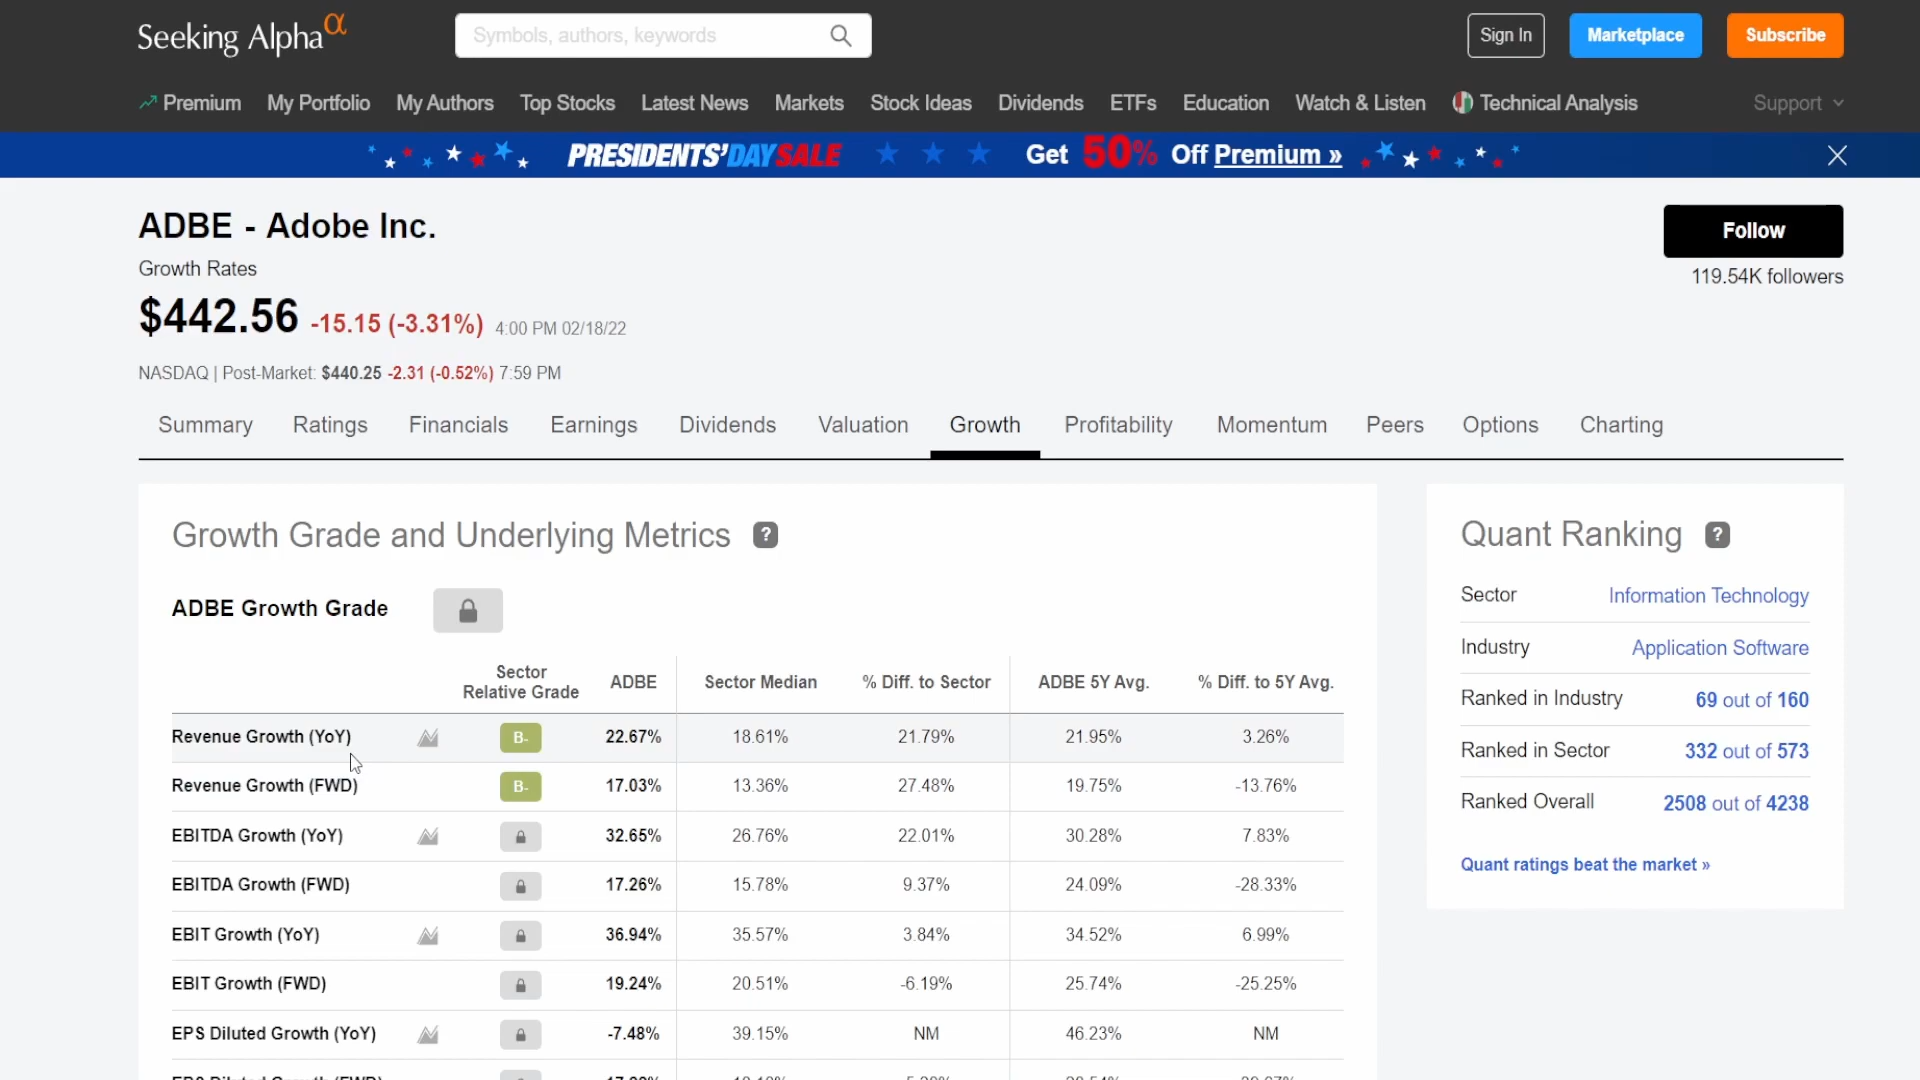 Seeking Alpha α
Symbols, authors, keywords
Sign In
Marketplace
Subscribe
Premium My Portfolio My Authors Top Stocks Latest News Markets Stock Ideas Dividends ETFs Education Watch & Listen Technical Analysis Support
PRESIDENTS' DAY SALE Get 50% Off Premium »
ADBE - Adobe Inc.
Follow
Growth Rates
119.54K followers
$442.56 -15.15 (-3.31%) 4:00 PM 02/18/22
NASDAQ | Post-Market: $440.25 -2.31 (-0.52%) 7:59 PM
Summary Ratings Financials Earnings Dividends Valuation Growth Profitability Momentum Peers Options Charting
Growth Grade and Underlying Metrics ?
ADBE Growth Grade
Sector Relative Grade ADBE Sector Median % Diff. to Sector ADBE 5Y Avg. % Diff. to 5Y Avg.
Revenue Growth (YoY) B- 22.67% 18.61% 21.79% 21.95% 3.26%
Revenue Growth (FWD) B- 17.03% 13.36% 27.48% 19.75% -13.76%
EBITDA Growth (YoY) 32.65% 26.76% 22.01% 30.28% 7.83%
EBITDA Growth (FWD) 17.26% 15.78% 9.37% 24.09% -28.33%
EBIT Growth (YoY) 36.94% 35.57% 3.84% 34.52% 6.99%
EBIT Growth (FWD) 19.24% 20.51% -6.19% 25.74% -25.25%
EPS Diluted Growth (YoY) -7.48% 39.15% NM 46.23% NM
EPS Diluted Growth (FWD)
Quant Ranking ?
Sector Information Technology
Industry Application Software
Ranked in Industry 69 out of 160
Ranked in Sector 332 out of 573
Ranked Overall 2508 out of 4238
Quant ratings beat the market »